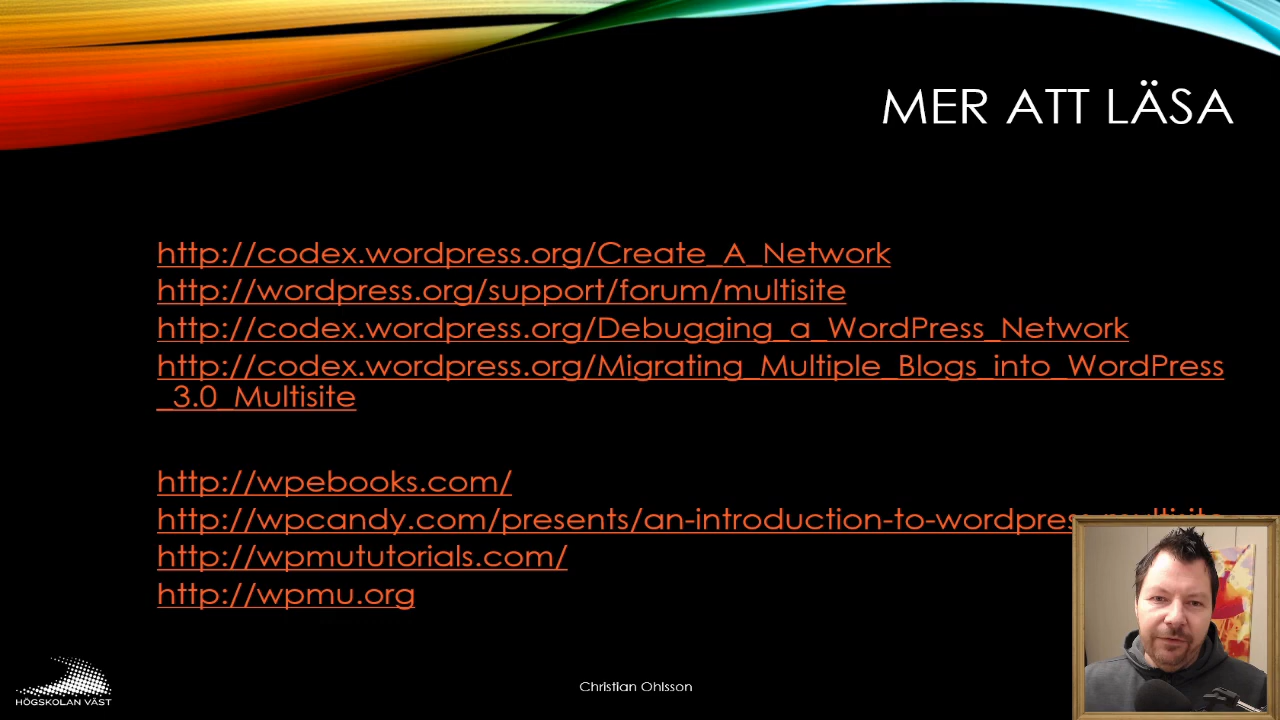 MER ATT LÄSA
http://codex.wordpress.org/Create_A_Network
http://wordpress.org/support/forum/multisite
http://codex.wordpress.org/Debugging_a_WordPress_Network
http://codex.wordpress.org/Migrating_Multiple_Blogs_into_WordPress
_3.0_Multisite
http://wpebooks.com/
http://wpcandy.com/presents/an-introduction-to-wordpress-multisite
http://wpmututorials.com/
http://wpmu.org
HÖGSKOLAN VÄST
Christian Ohlsson